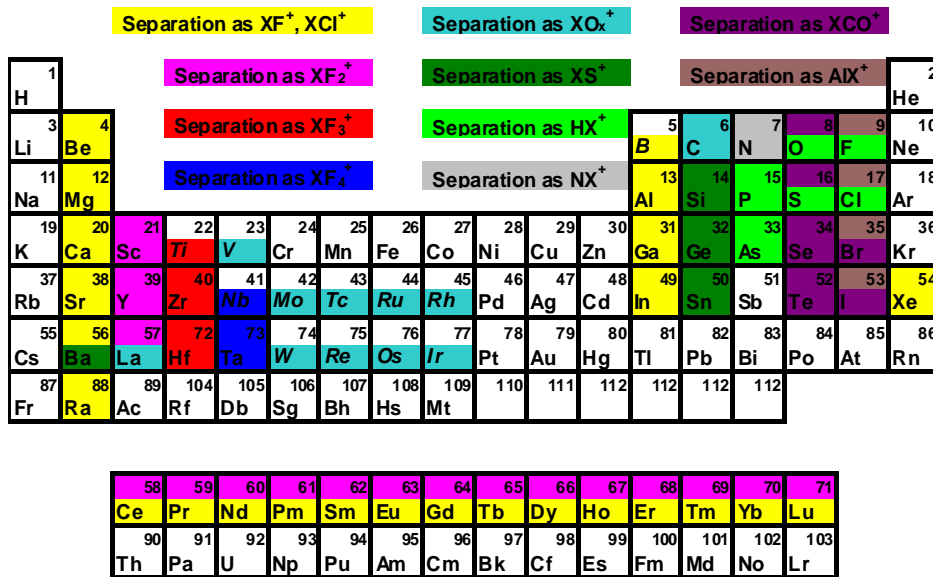 Separation as XF⁺, XCl⁺ Separation as XOₓ⁺ Separation as XCO⁺
Separation as XF₂⁺ Separation as XS⁺ Separation as AlX⁺
Separation as XF₃⁺ Separation as HX⁺
Separation as XF₄⁺ Separation as NX⁺
1 2
H He
3 4 5 6 7 8 9 10
Li Be B C N O F Ne
11 12 13 14 15 16 17 18
Na Mg Al Si P S Cl Ar
19 20 21 22 23 24 25 26 27 28 29 30 31 32 33 34 35 36
K Ca Sc Ti V Cr Mn Fe Co Ni Cu Zn Ga Ge As Se Br Kr
37 38 39 40 41 42 43 44 45 46 47 48 49 50 51 52 53 54
Rb Sr Y Zr Nb Mo Tc Ru Rh Pd Ag Cd In Sn Sb Te I Xe
55 56 57 72 73 74 75 76 77 78 79 80 81 82 83 84 85 86
Cs Ba La Hf Ta W Re Os Ir Pt Au Hg Tl Pb Bi Po At Rn
87 88 89 104 105 106 107 108 109 110 111 112 112 112 112
Fr Ra Ac Rf Db Sg Bh Hs Mt
58 59 60 61 62 63 64 65 66 67 68 69 70 71
Ce Pr Nd Pm Sm Eu Gd Tb Dy Ho Er Tm Yb Lu
90 91 92 93 94 95 96 97 98 99 100 101 102 103
Th Pa U Np Pu Am Cm Bk Cf Es Fm Md No Lr